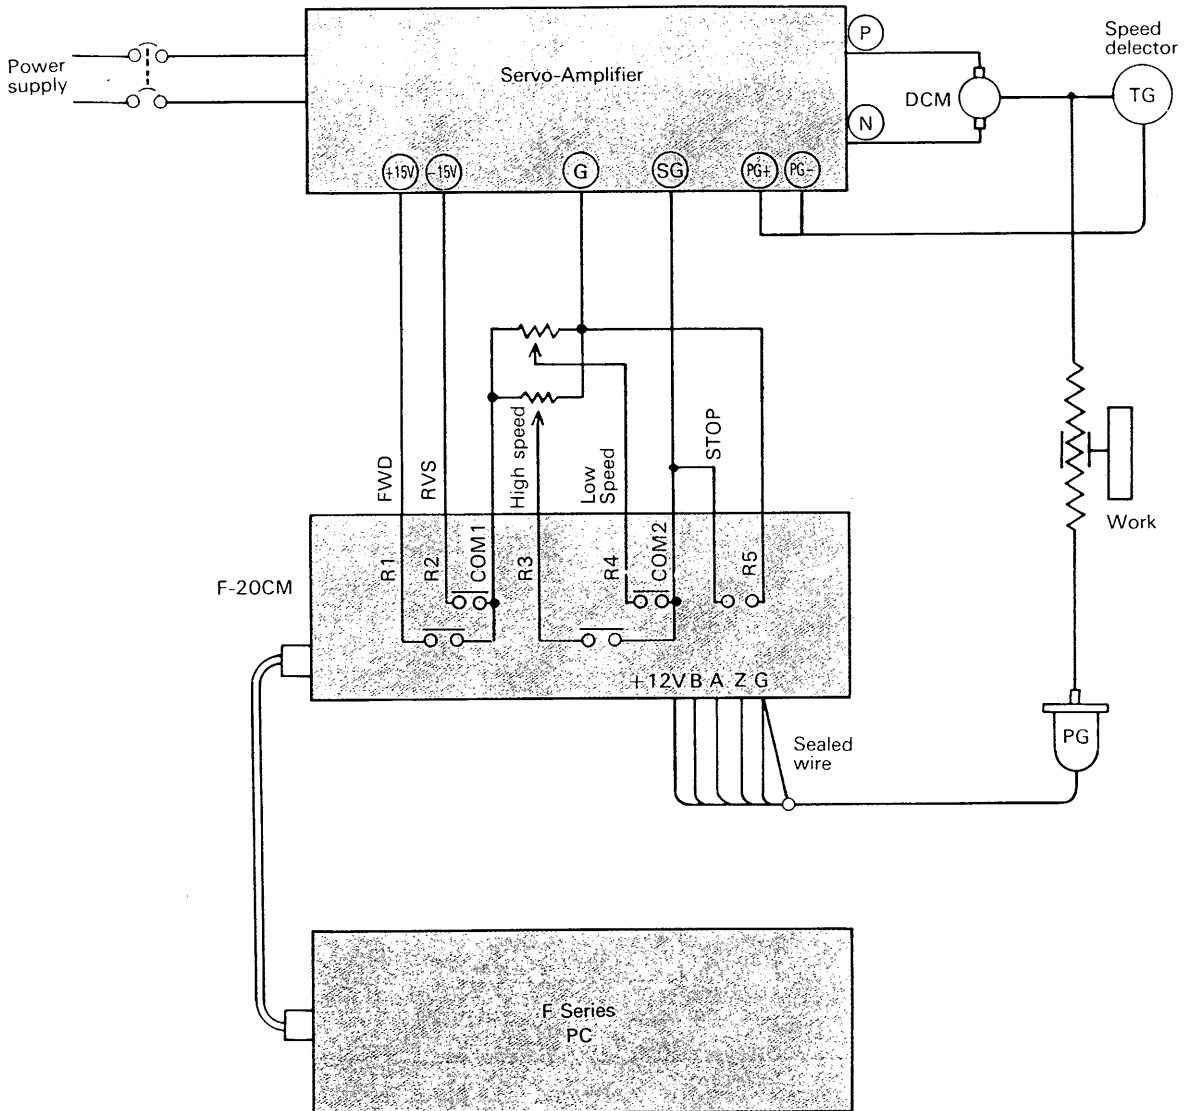 Speed
delector
Power
supply
Servo-Amplifier
P
N
DCM
TG
+15V
-15V
G
SG
PG+
PG-
FWD
RVS
High speed
Low
Speed
STOP
Work
F-20CM
R1
R2
COM1
R3
R4
COM2
R5
+12V B A Z G
Sealed
wire
PG
F Series
PC